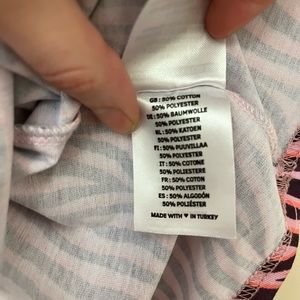 GB : 50% COTTON
50% POLYESTER
DE : 50% BAUMWOLLE
50% POLYESTER
NL : 50% KATOEN
50% POLYESTER
FI : 50% PUUVILLAA
50% POLYESTER
IT : 50% COTONE
50% POLIESTERE
FR : 50% COTON
50% POLYESTER
ES : 50% ALGODÓN
50% POLIÉSTER
MADE WITH ♥ IN TURKEY